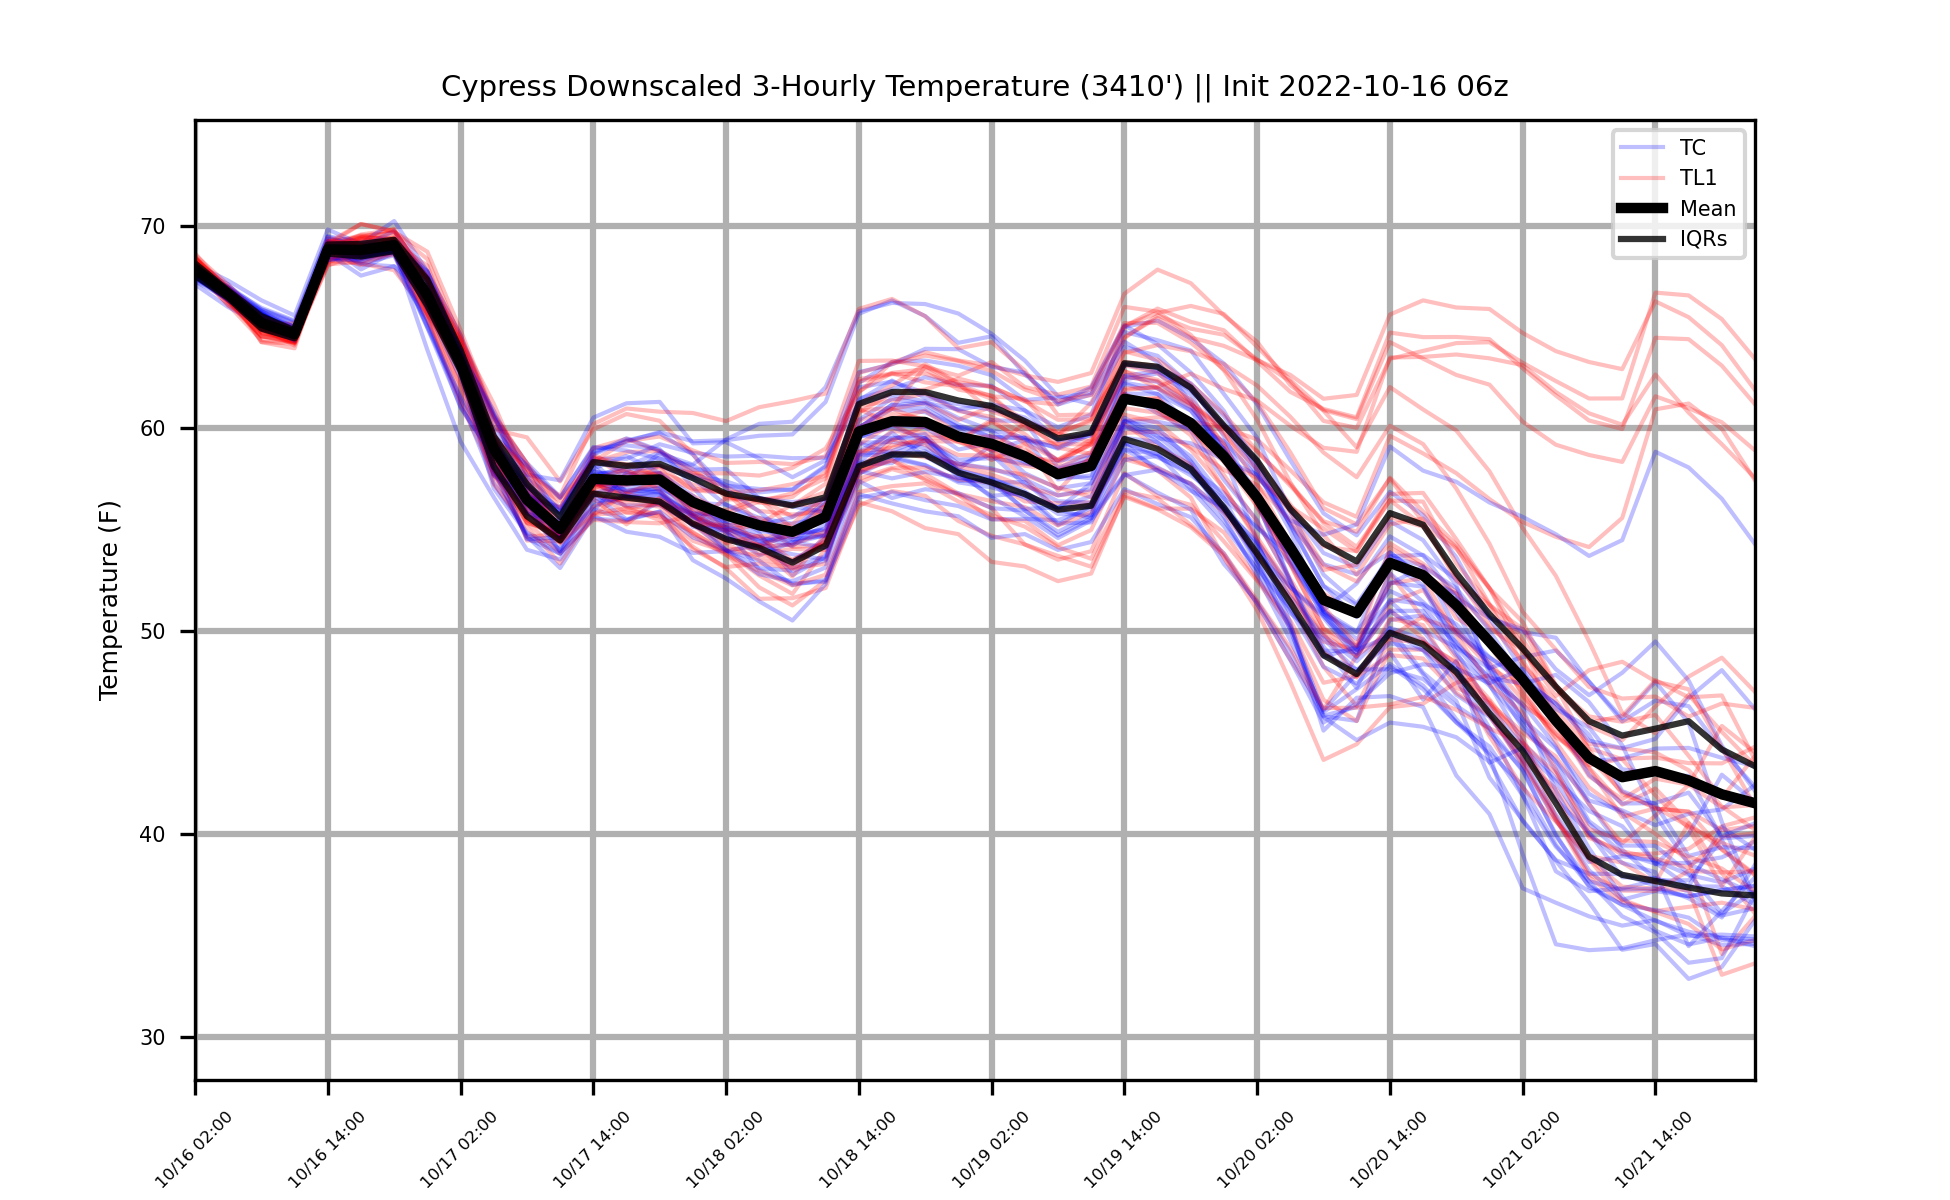 Cypress Downscaled 3-Hourly Temperature (3410') || Init 2022-10-16 06z
TC
TL1
Mean
IQRs
Temperature (F)
70
60
50
40
30
10/16 02:00
10/16 14:00
10/17 02:00
10/17 14:00
10/18 02:00
10/18 14:00
10/19 02:00
10/19 14:00
10/20 02:00
10/20 14:00
10/21 02:00
10/21 14:00